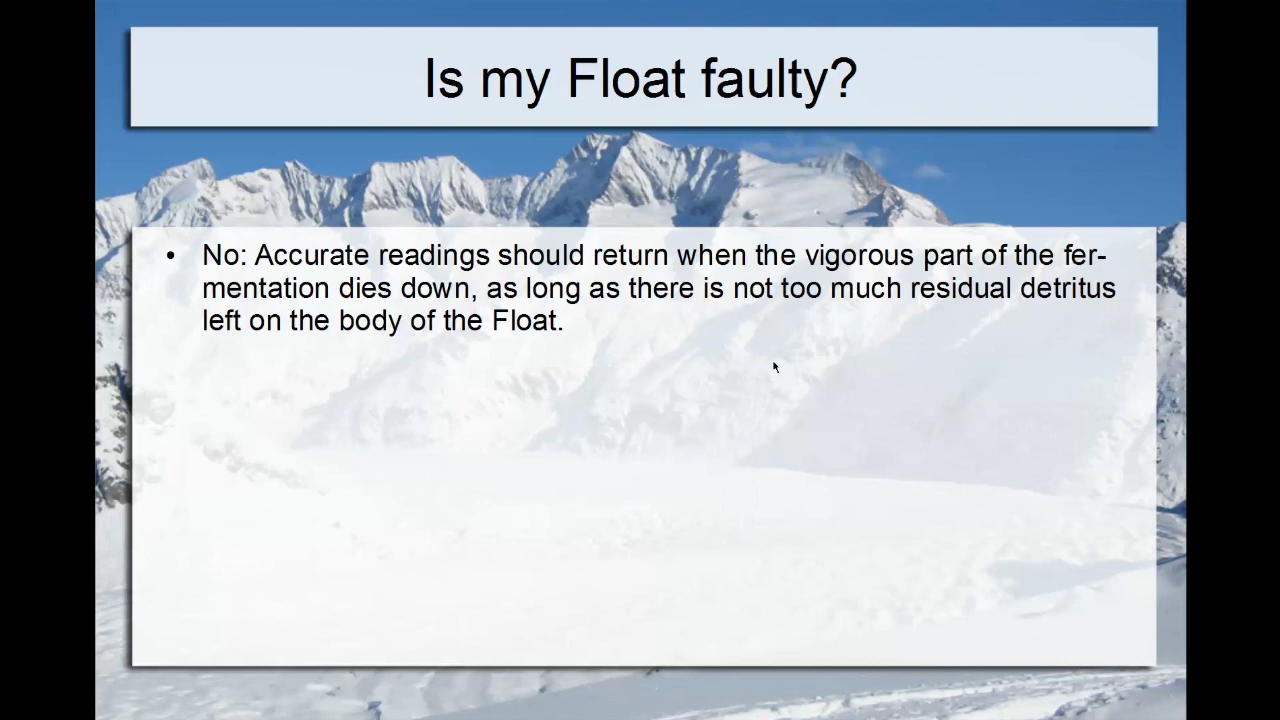 Is my Float faulty?
• No: Accurate readings should return when the vigorous part of the fer-
mentation dies down, as long as there is not too much residual detritus
left on the body of the Float.